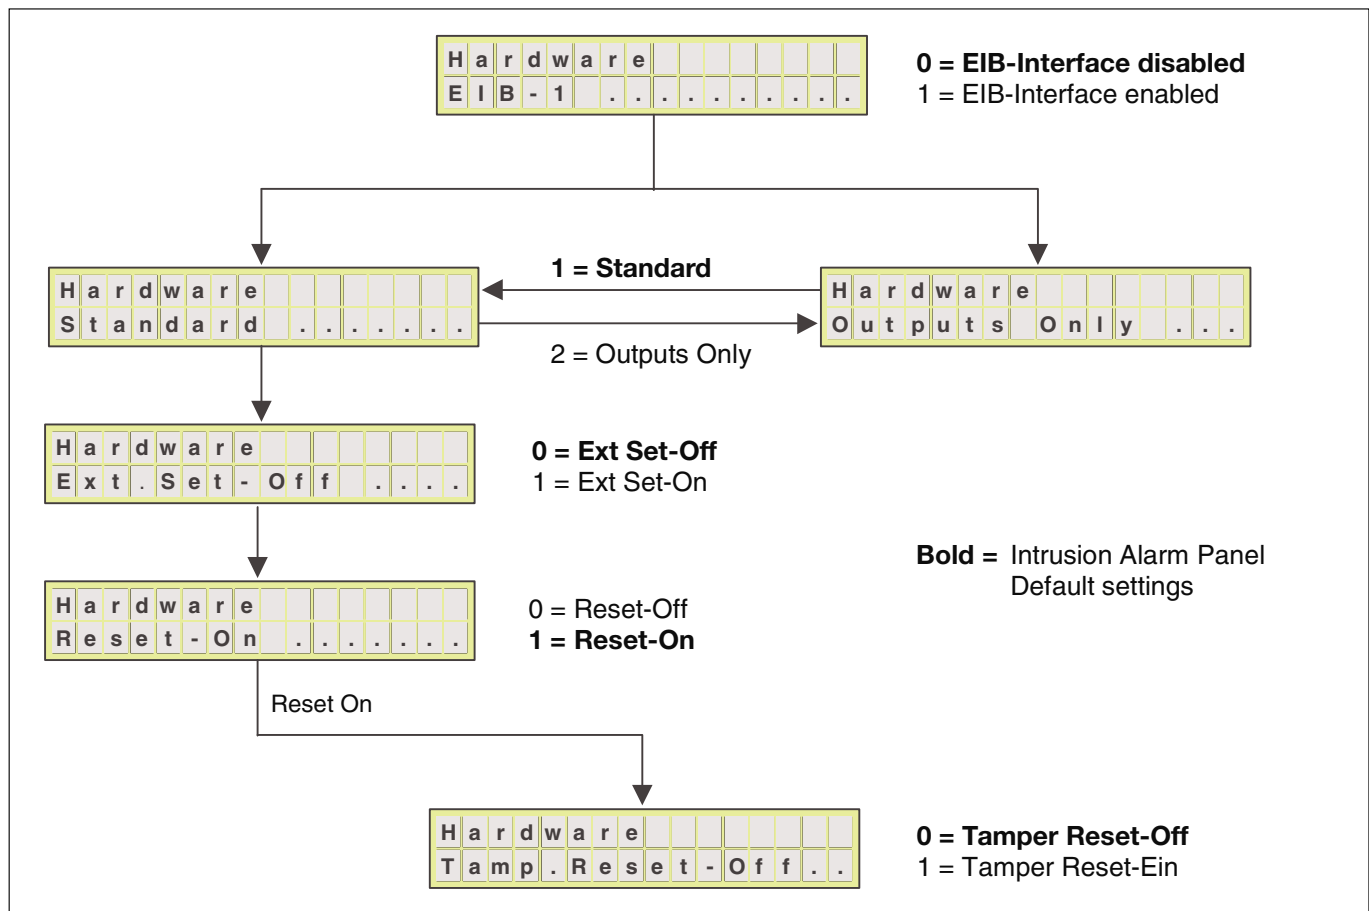 Hardware
EIB-1 ..........
0 = EIB-Interface disabled
1 = EIB-Interface enabled
Hardware
Standard .......
1 = Standard
2 = Outputs Only
Hardware
Outputs Only ...
Hardware
Ext.Set-Off ....
0 = Ext Set-Off
1 = Ext Set-On
Bold = Intrusion Alarm Panel
Default settings
Hardware
Reset-On .......
0 = Reset-Off
1 = Reset-On
Reset On
Hardware
Tamp.Reset-Off..
0 = Tamper Reset-Off
1 = Tamper Reset-Ein